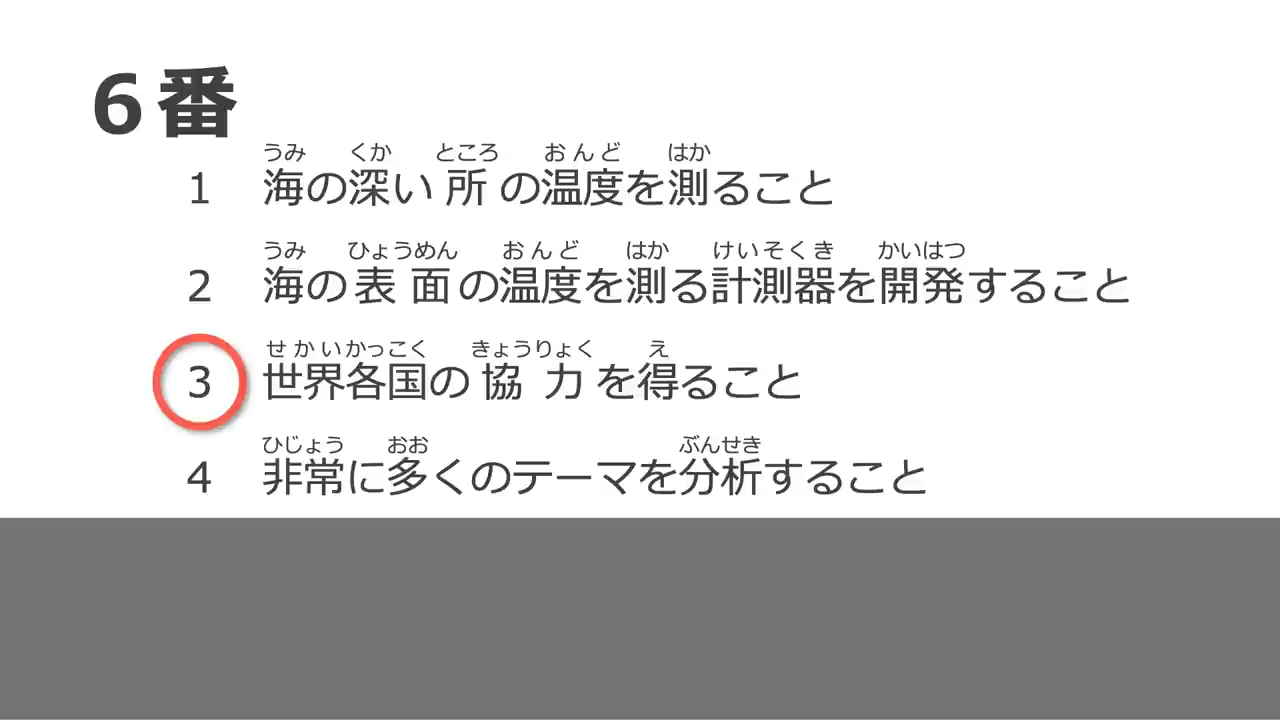 6番
うみ くか ところ おんど はか
1 海の深い所の温度を測ること
うみ ひょうめん おんど はか けいそくき かいはつ
2 海の表面の温度を測る計測器を開発すること
せかいかっこく きょうりょく え
3 世界各国の協力を得ること
ひじょう おお ぶんせき
4 非常に多くのテーマを分析すること